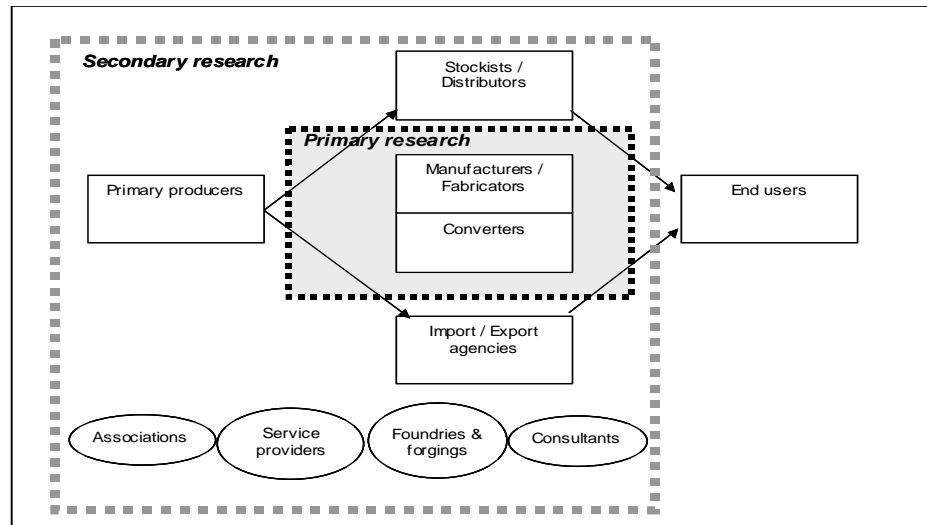 Secondary research
Stockists /
Distributors
Primary research
Manufacturers /
Fabricators
Primary producers
End users
Converters
Import / Export
agencies
Associations
Service
providers
Foundries &
forgings
Consultants